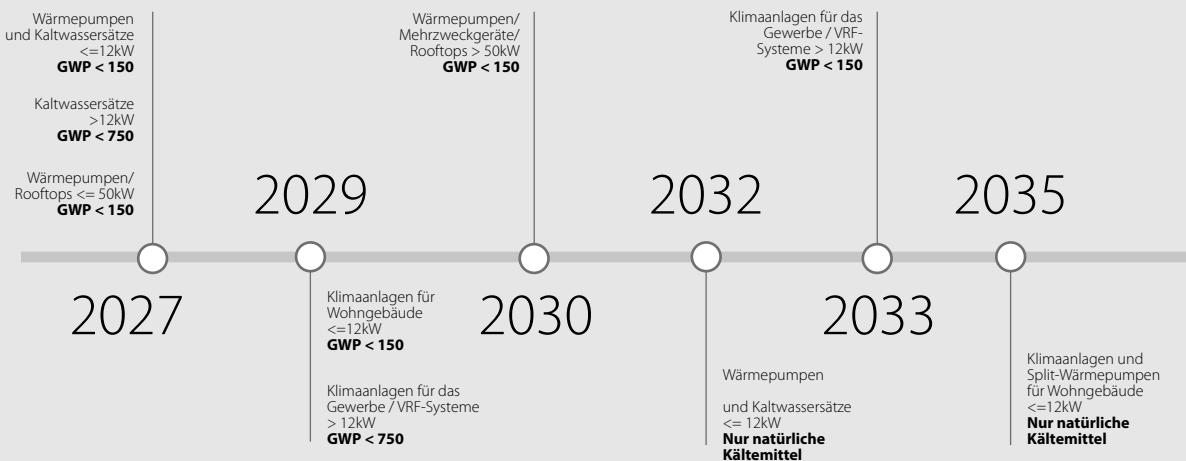 Wärmepumpen
und Kaltwassersätze
<=12kW
GWP < 150
Kaltwassersätze
>12kW
GWP < 750
Wärmepumpen/
Rooftops <= 50kW
GWP < 150
2027
2029
Klimaanlagen für
Wohngebäude
<=12kW
GWP < 150
Klimaanlagen für das
Gewerbe / VRF-Systeme
> 12kW
GWP < 750
Wärmepumpen/
Mehrzweckgeräte/
Rooftops > 50kW
GWP < 150
2030
2032
Wärmepumpen
und Kaltwassersätze
<= 12kW
Nur natürliche
Kältemittel
Klimaanlagen für das
Gewerbe / VRF-
Systeme > 12kW
GWP < 150
2033
2035
Klimaanlagen und
Split-Wärmepumpen
für Wohngebäude
<=12kW
Nur natürliche
Kältemittel